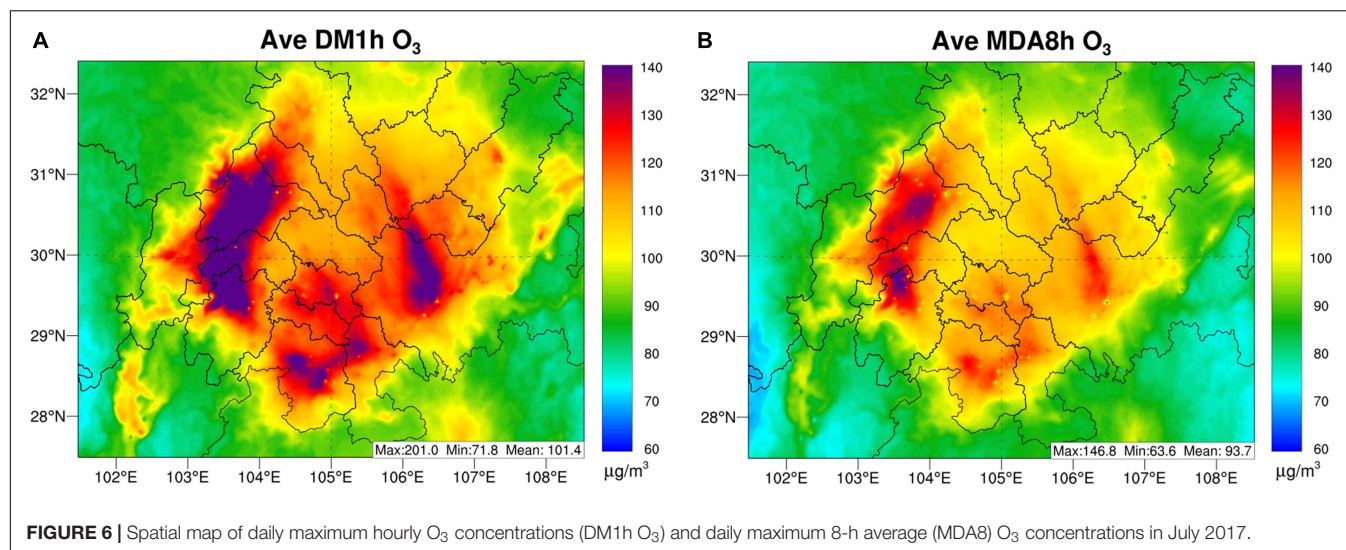 A
Ave DM1h O₃
32°N
31°N
30°N
29°N
28°N
102°E 103°E 104°E 105°E 106°E 107°E 108°E
Max:201.0 Min:71.8 Mean: 101.4
140
130
120
110
100
90
80
70
60
µg/m³
B
Ave MDA8h O₃
32°N
31°N
30°N
29°N
28°N
102°E 103°E 104°E 105°E 106°E 107°E 108°E
Max:146.8 Min:63.6 Mean: 93.7
140
130
120
110
100
90
80
70
60
µg/m³
FIGURE 6 | Spatial map of daily maximum hourly O₃ concentrations (DM1h O₃) and daily maximum 8-h average (MDA8) O₃ concentrations in July 2017.